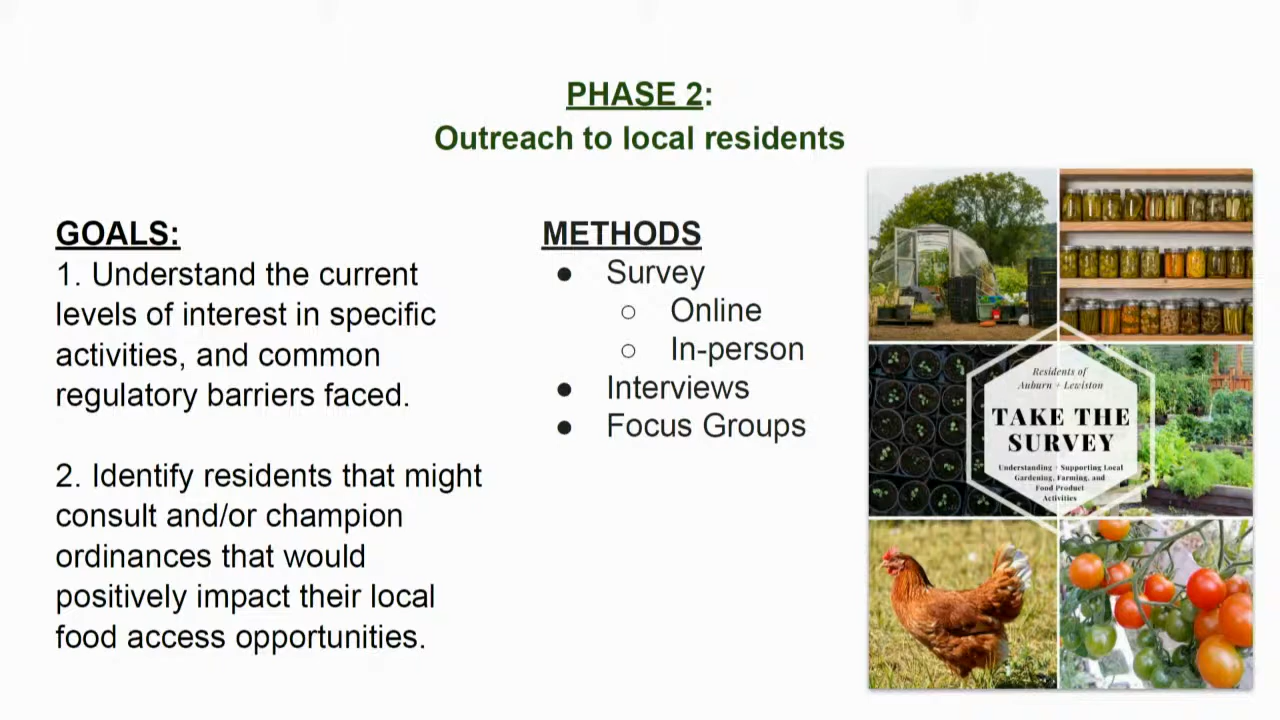 PHASE 2:
Outreach to local residents
GOALS:
1. Understand the current
levels of interest in specific
activities, and common
regulatory barriers faced.
2. Identify residents that might
consult and/or champion
ordinances that would
positively impact their local
food access opportunities.
METHODS
● Survey
○ Online
○ In-person
● Interviews
● Focus Groups
Residents of
Auburn + Lewiston
TAKE THE
SURVEY
Understanding + Supporting Local
Gardening, Farming, and
Food Product
Activities